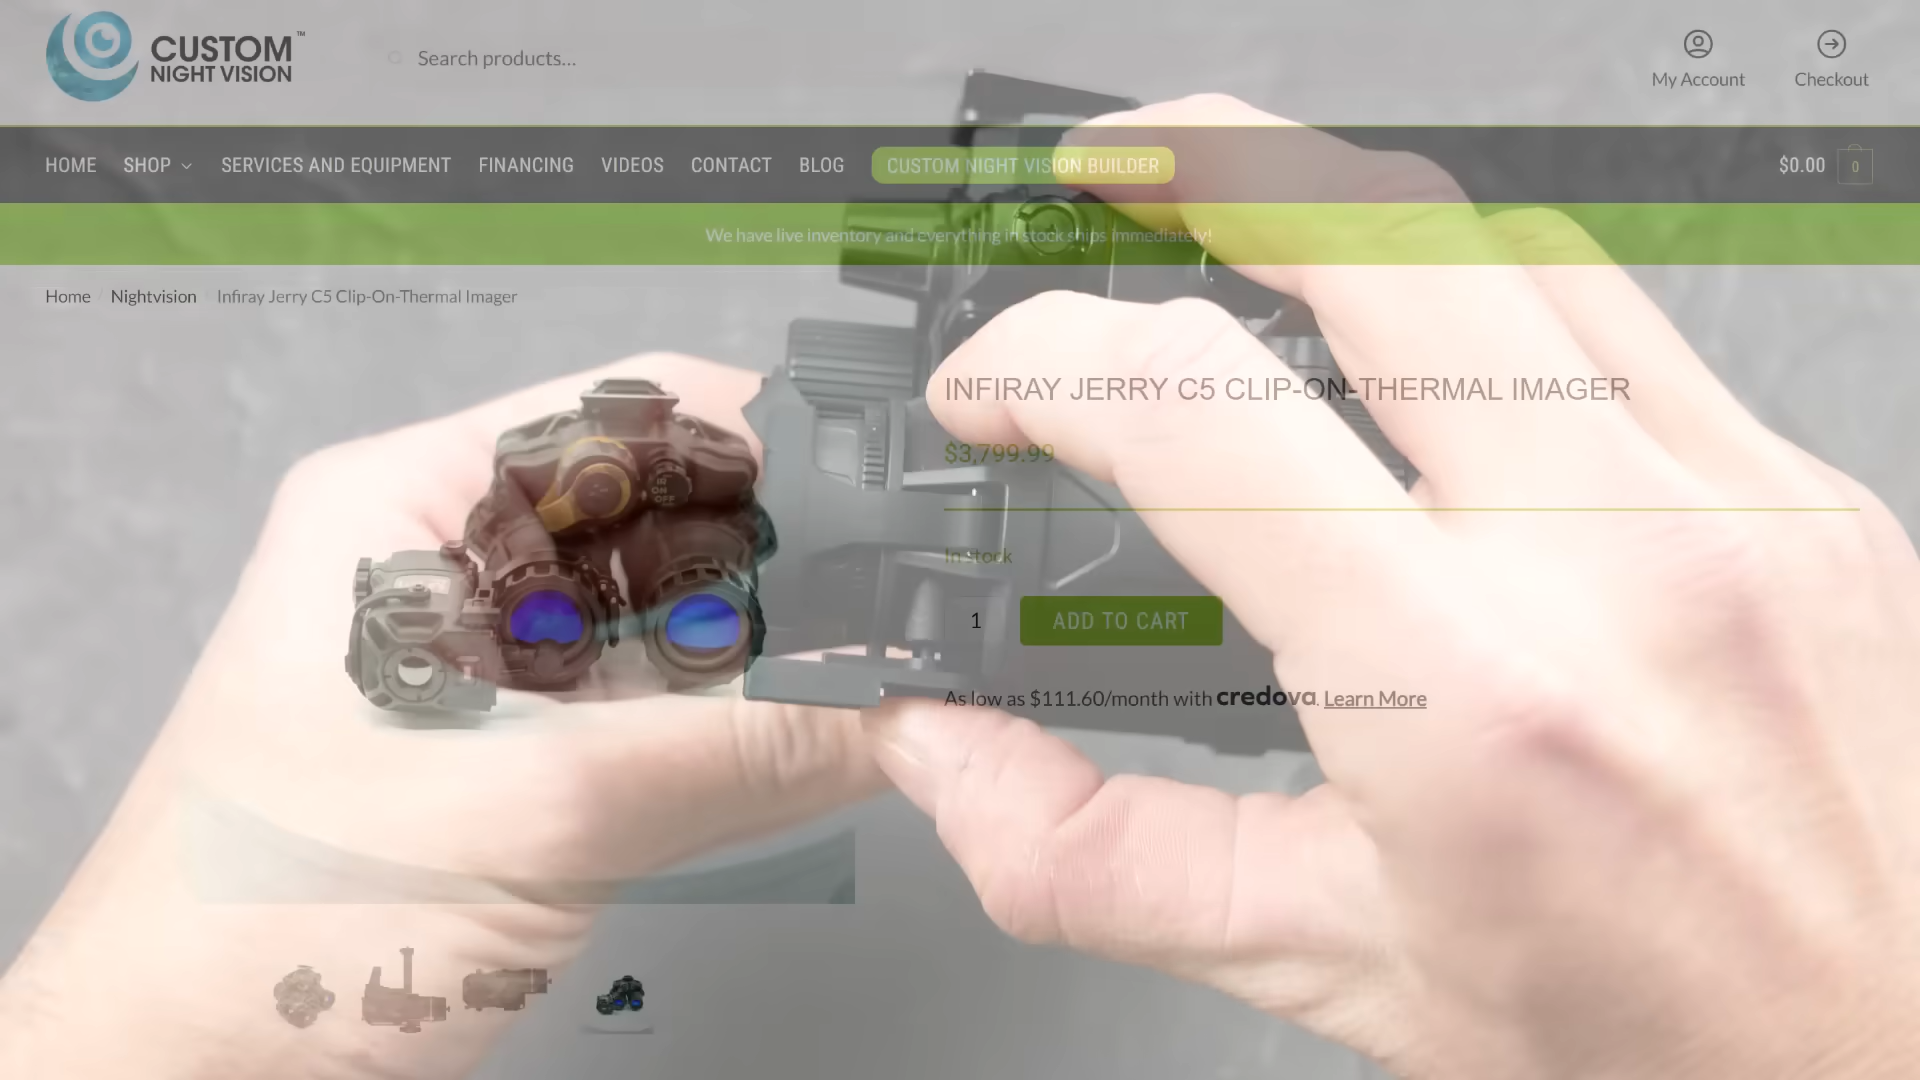 CUSTOM™
NIGHT VISION
Search products...
My Account
Checkout
HOME SHOP SERVICES AND EQUIPMENT FINANCING VIDEOS CONTACT BLOG CUSTOM NIGHT VISION BUILDER $0.00 0
We have live inventory and everything in stock ships immediately!
Home / Nightvision / Infiray Jerry C5 Clip-On-Thermal Imager
INFIRAY JERRY C5 CLIP-ON-THERMAL IMAGER
$3,799.99
IR
ON
OFF
In stock
1 ADD TO CART
As low as $111.60/month with credova. Learn More